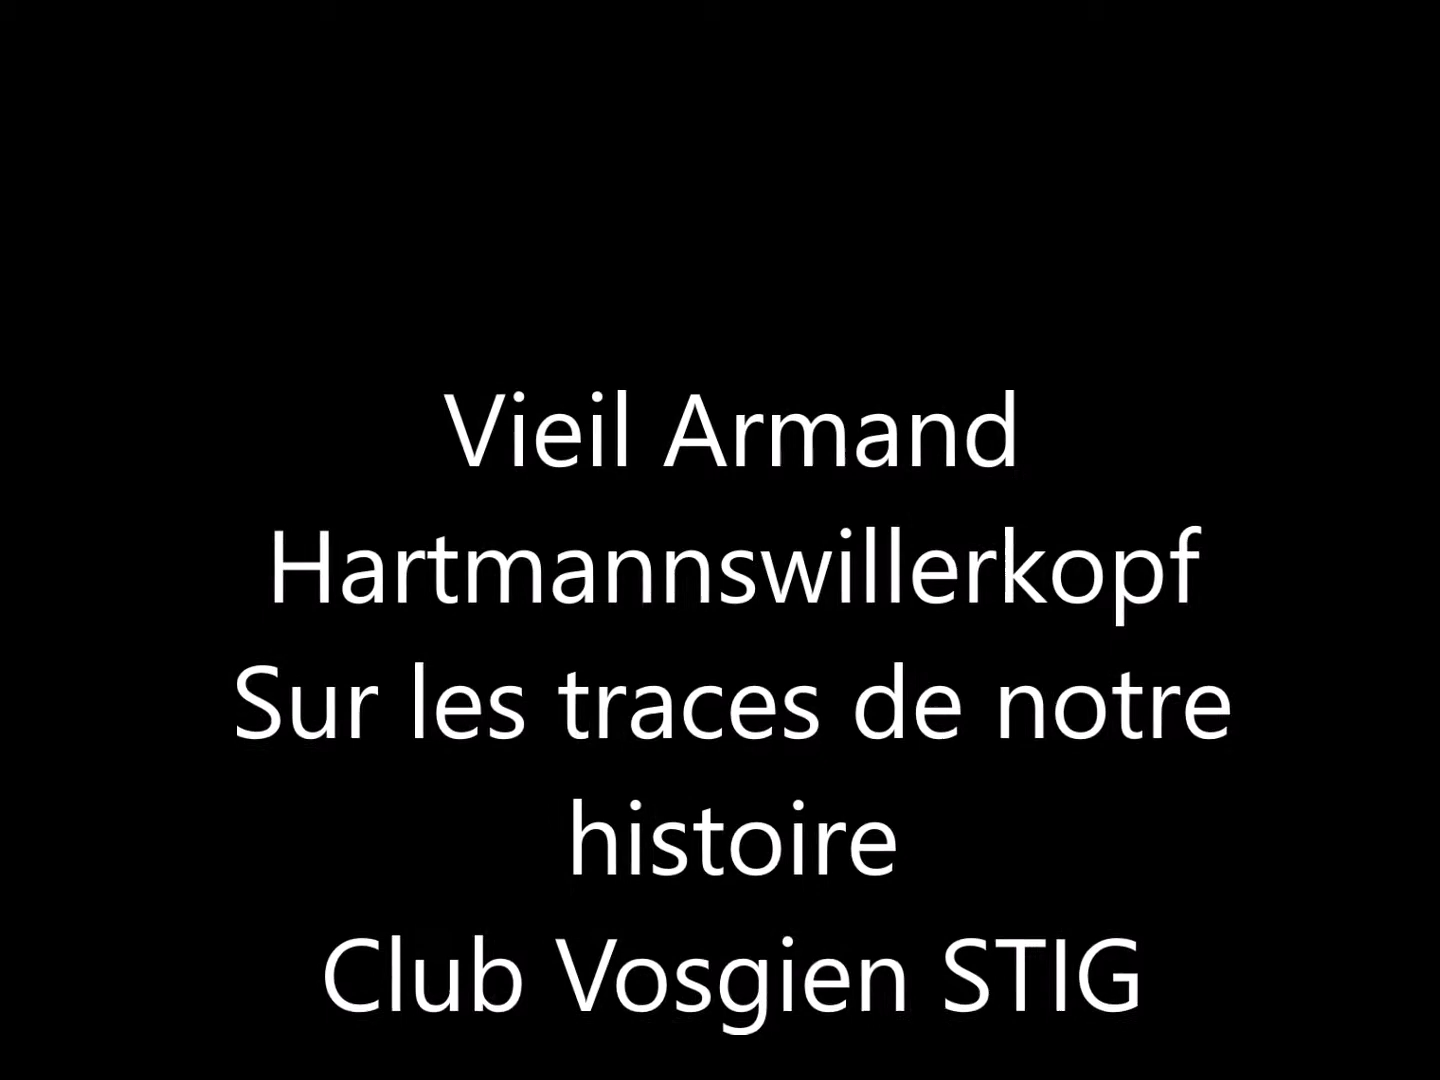 Vieil Armand
Hartmannswillerkopf
Sur les traces de notre
histoire
Club Vosgien STIG